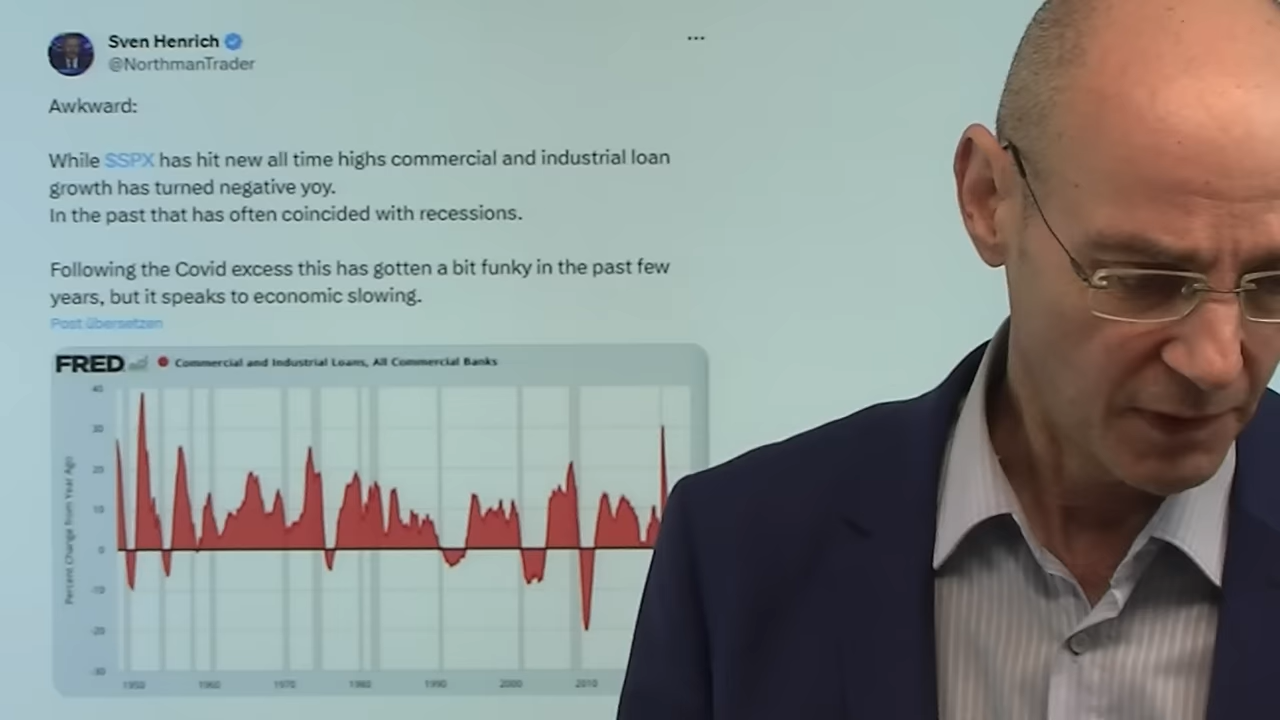 Sven Henrich
@NorthmanTrader
...
Awkward:
While $SPX has hit new all time highs commercial and industrial loan
growth has turned negative yoy.
In the past that has often coincided with recessions.
Following the Covid excess this has gotten a bit funky in the past few
years, but it speaks to economic slowing.
Post übersetzen
FRED Commercial and Industrial Loans, All Commercial Banks
Percent Change from Year Ago
40
30
20
10
0
-10
-20
-30
1950 1960 1970 1980 1990 2000 2010